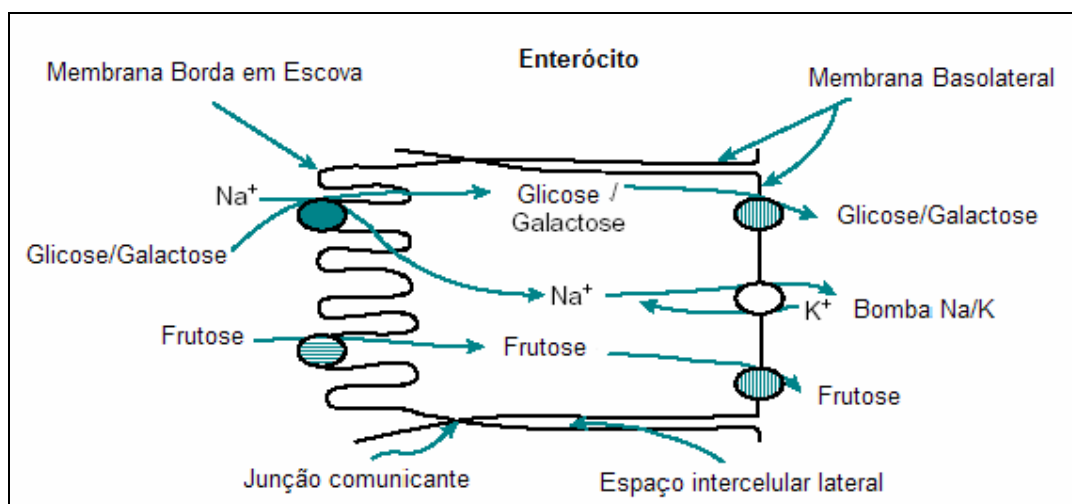 Enterócito
Membrana Borda em Escova
Membrana Basolateral
Na+
Glicose /
Galactose
Glicose/Galactose
Glicose/Galactose
Na+
K+
Bomba Na/K
Frutose
Frutose
Frutose
Junção comunicante
Espaço intercelular lateral